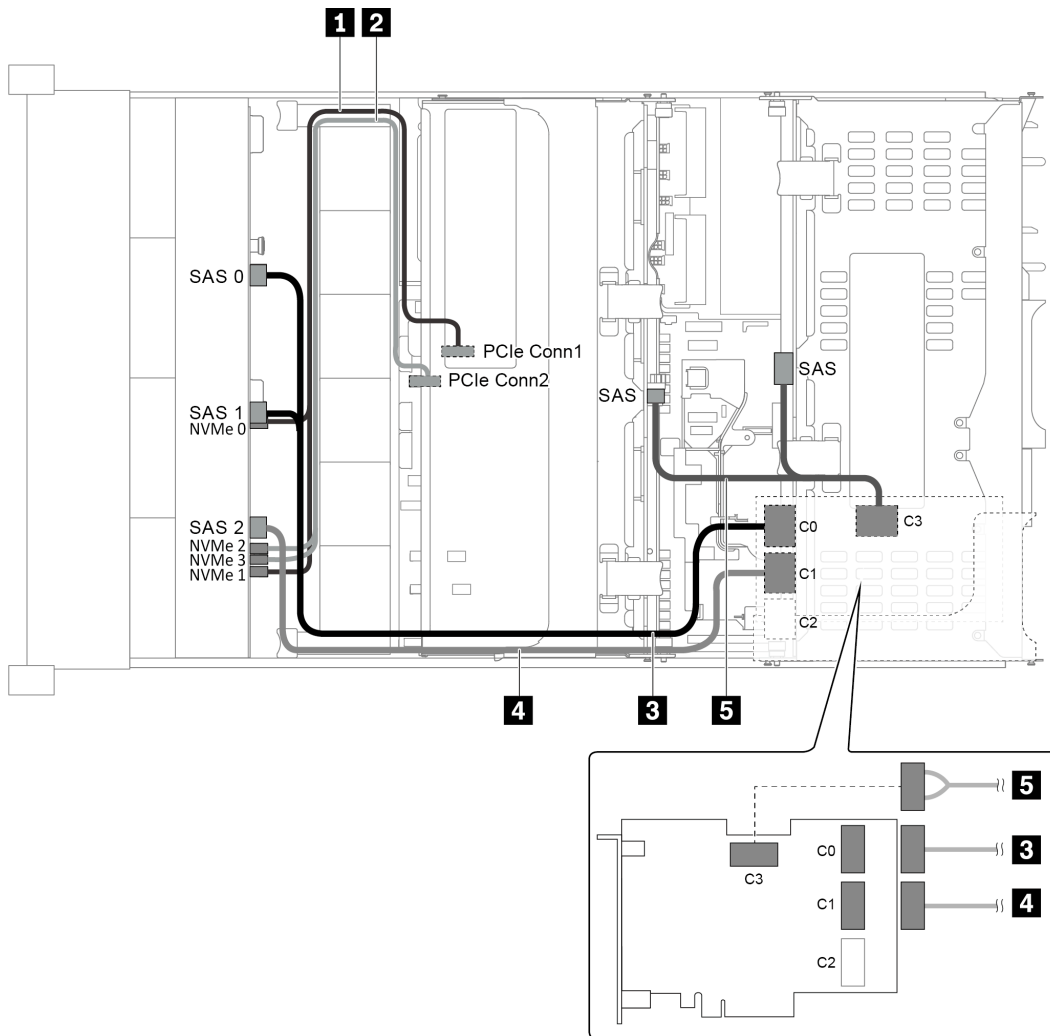 1 2
SAS 0
PCIe Conn1
PCIe Conn2
SAS
SAS
SAS 1
NVMe 0
SAS 2
NVMe 2
NVMe 3
NVMe 1
C0
C3
C1
C2
4 3 5
5
C0
3
C3
C1
4
C2